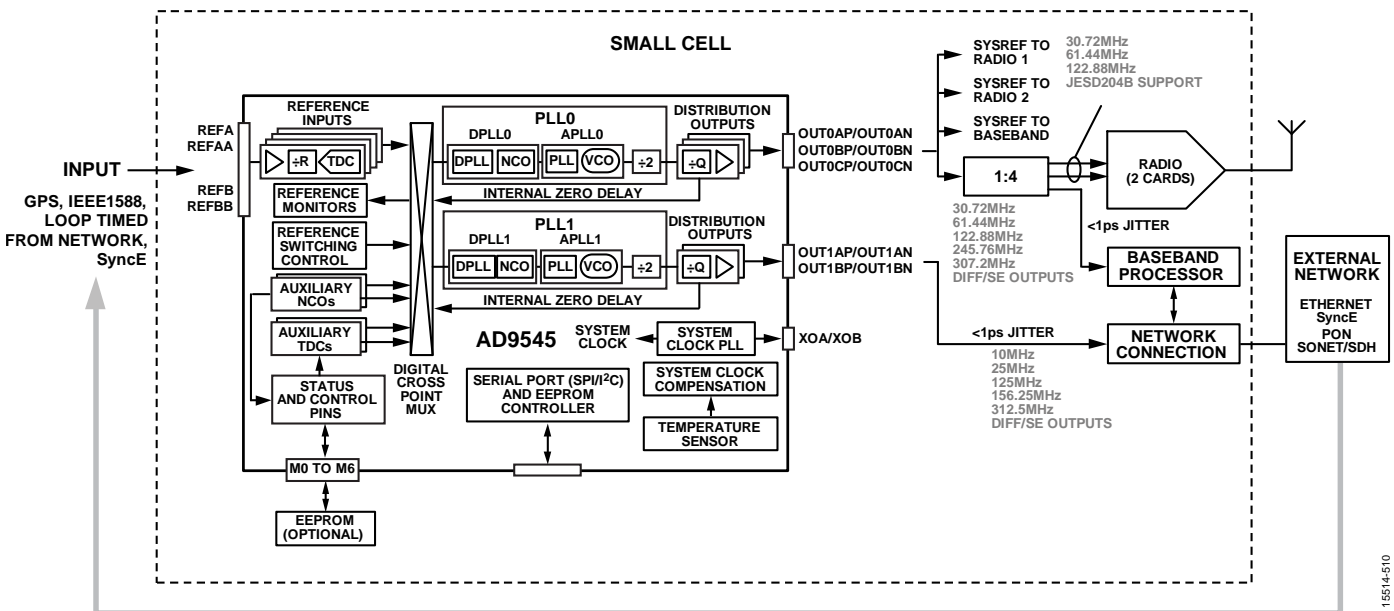 SMALL CELL
INPUT
GPS, IEEE1588,
LOOP TIMED
FROM NETWORK,
SyncE
REFA
REFAA
REFB
REFBB
REFERENCE
INPUTS
÷R
TDC
REFERENCE
MONITORS
REFERENCE
SWITCHING
CONTROL
AUXILIARY
NCOs
AUXILIARY
TDCs
STATUS
AND CONTROL
PINS
M0 TO M6
EEPROM
(OPTIONAL)
DIGITAL
CROSS
POINT
MUX
PLL0
DPLL0
APLL0
DPLL
NCO
PLL
VCO
÷2
DISTRIBUTION
OUTPUTS
÷Q
INTERNAL ZERO DELAY
PLL1
DPLL1
APLL1
DPLL
NCO
PLL
VCO
÷2
DISTRIBUTION
OUTPUTS
÷Q
INTERNAL ZERO DELAY
AD9545
SYSTEM
CLOCK
SYSTEM
CLOCK PLL
XOA/XOB
SERIAL PORT (SPI/I²C)
AND EEPROM
CONTROLLER
SYSTEM CLOCK
COMPENSATION
TEMPERATURE
SENSOR
OUT0AP/OUT0AN
OUT0BP/OUT0BN
OUT0CP/OUT0CN
OUT1AP/OUT1AN
OUT1BP/OUT1BN
SYSREF TO
RADIO 1
SYSREF TO
RADIO 2
SYSREF TO
BASEBAND
30.72MHz
61.44MHz
122.88MHz
JESD204B SUPPORT
1:4
30.72MHz
61.44MHz
122.88MHz
245.76MHz
307.2MHz
DIFF/SE OUTPUTS
RADIO
(2 CARDS)
<1ps JITTER
BASEBAND
PROCESSOR
<1ps JITTER
10MHz
25MHz
125MHz
156.25MHz
312.5MHz
DIFF/SE OUTPUTS
NETWORK
CONNECTION
EXTERNAL
NETWORK
ETHERNET
SyncE
PON
SONET/SDH
15514-510